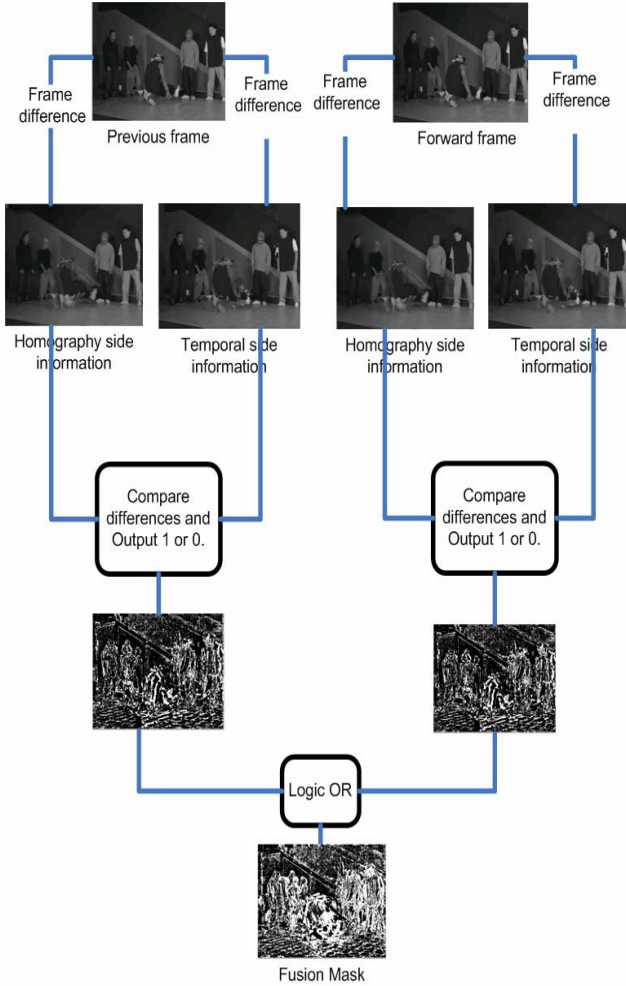 Frame
difference
Previous frame
Frame
difference
Frame
difference
Forward frame
Frame
difference
Homography side
information
Temporal side
information
Homography side
information
Temporal side
information
Compare
differences and
Output 1 or 0.
Compare
differences and
Output 1 or 0.
Logic OR
Fusion Mask